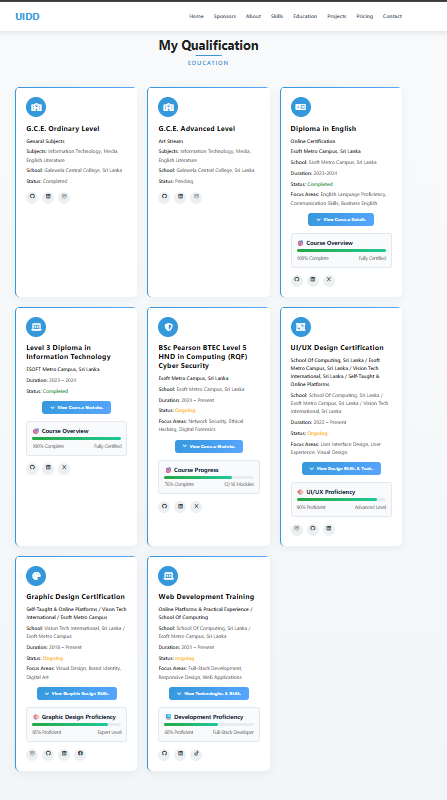 UIDD
Home Sponsors About Skills Education Projects Pricing Contact
My Qualification
EDUCATION
G.C.E. Ordinary Level
General Subjects
Subjects: Information Technology, Media,
English Literature
School: Galewela Central College, Sri Lanka
Status: Completed
G.C.E. Advanced Level
Art Stream
Subjects: Information Technology, Media,
English Literature
School: Galewela Central College, Sri Lanka
Status: Pending
Diploma in English
Online Certification
Esoft Metro Campus, Sri Lanka
School: Esoft Metro Campus, Sri Lanka
Duration: 2023–2024
Status: Completed
Focus Areas: English Language Proficiency,
Communication Skills, Business English
View Course Details
Course Overview
100% Complete Fully Certified
Level 3 Diploma in
Information Technology
ESOFT Metro Campus, Sri Lanka
Duration: 2023 – 2024
Status: Completed
View Course Modules
Course Overview
100% Complete Fully Certified
BSc Pearson BTEC Level 5
HND in Computing (RQF)
Cyber Security
Esoft Metro Campus, Sri Lanka
School: Esoft Metro Campus, Sri Lanka
Duration: 2024 – Present
Status: Ongoing
Focus Areas: Network Security, Ethical
Hacking, Digital Forensics
View Course Modules
Course Progress
76% Complete 12/16 Modules
UI/UX Design Certification
School Of Computing, Sri Lanka / Esoft
Metro Campus, Sri Lanka / Vision Tech
International, Sri Lanka / Self-Taught &
Online Platforms
School: School Of Computing, Sri Lanka /
Esoft Metro Campus, Sri Lanka / Vision Tech
International, Sri Lanka
Duration: 2022 – Present
Status: Ongoing
Focus Areas: User Interface Design, User
Experience, Visual Design
View Design Skills & Tools
UI/UX Proficiency
90% Proficient Advanced Level
Graphic Design Certification
Self-Taught & Online Platforms / Vison Tech
International / Esoft Metro Campus
School: Vision Tech International, Sri Lanka /
Esoft Metro Campus
Duration: 2018 – Present
Status: Ongoing
Focus Areas: Visual Design, Brand Identity,
Digital Art
View Graphic Design Skills
Graphic Design Proficiency
85% Proficient Expert Level
Web Development Training
Online Platforms & Practical Experience /
School Of Computing
School: School Of Computing, Sri Lanka /
Esoft Metro Campus, Sri Lanka
Duration: 2021 – Present
Status: ongoing
Focus Areas: Full-Stack Development,
Responsive Design, Web Applications
View Technologies & Skills
Development Proficiency
80% Proficient Full-Stack Developer